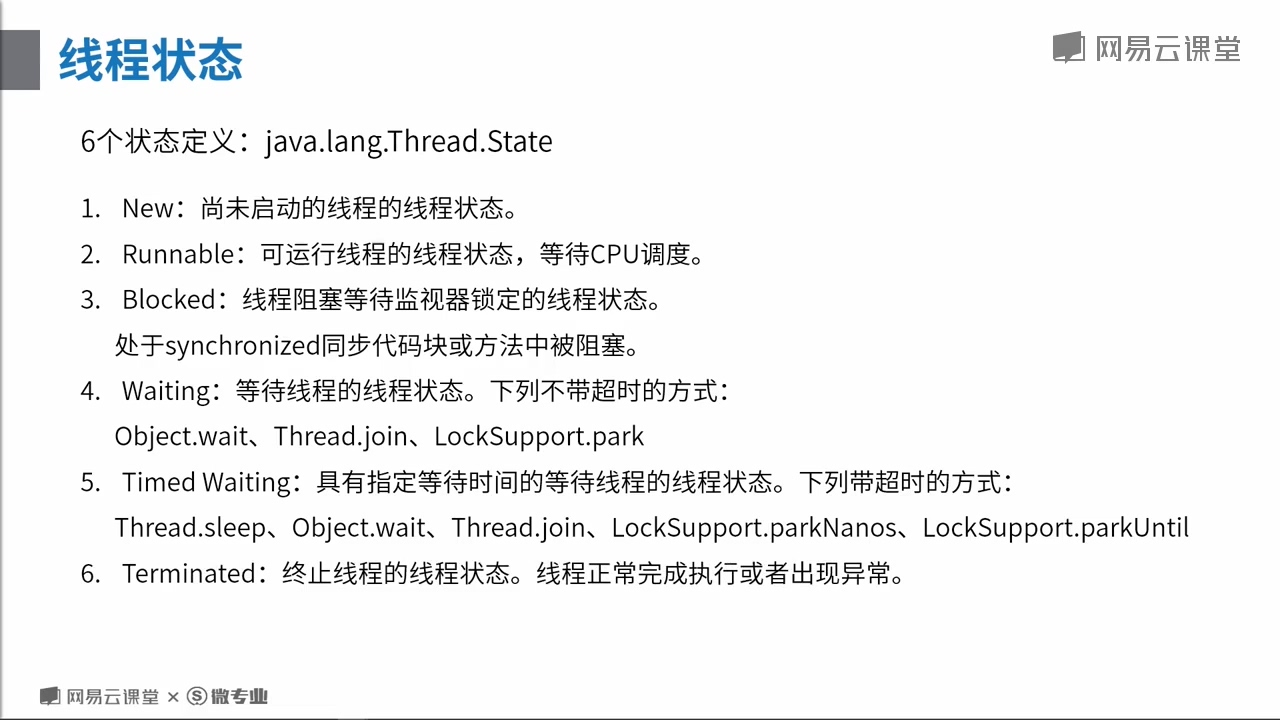 线程状态
网易云课堂
6个状态定义：java.lang.Thread.State
1. New：尚未启动的线程的线程状态。
2. Runnable：可运行线程的线程状态，等待CPU调度。
3. Blocked：线程阻塞等待监视器锁定的线程状态。
处于synchronized同步代码块或方法中被阻塞。
4. Waiting：等待线程的线程状态。下列不带超时的方式：
Object.wait、Thread.join、LockSupport.park
5. Timed Waiting：具有指定等待时间的等待线程的线程状态。下列带超时的方式：
Thread.sleep、Object.wait、Thread.join、LockSupport.parkNanos、LockSupport.parkUntil
6. Terminated：终止线程的线程状态。线程正常完成执行或者出现异常。
网易云课堂 × S 微专业